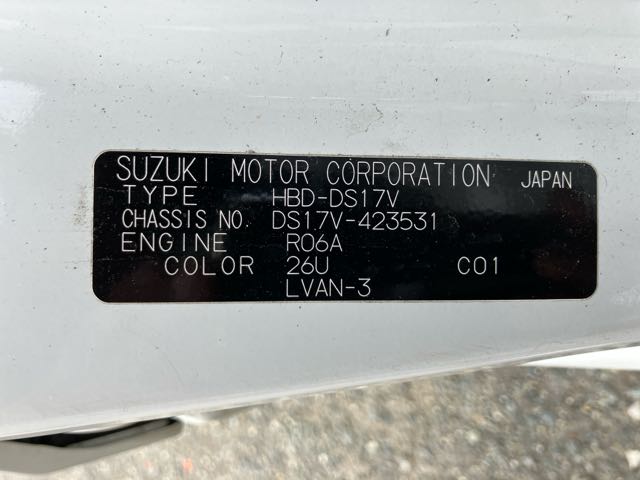 SUZUKI MOTOR CORPORATION JAPAN
TYPE HBD-DS17V
CHASSIS NO. DS17V-423531
ENGINE R06A
COLOR 26U C01
LVAN-3